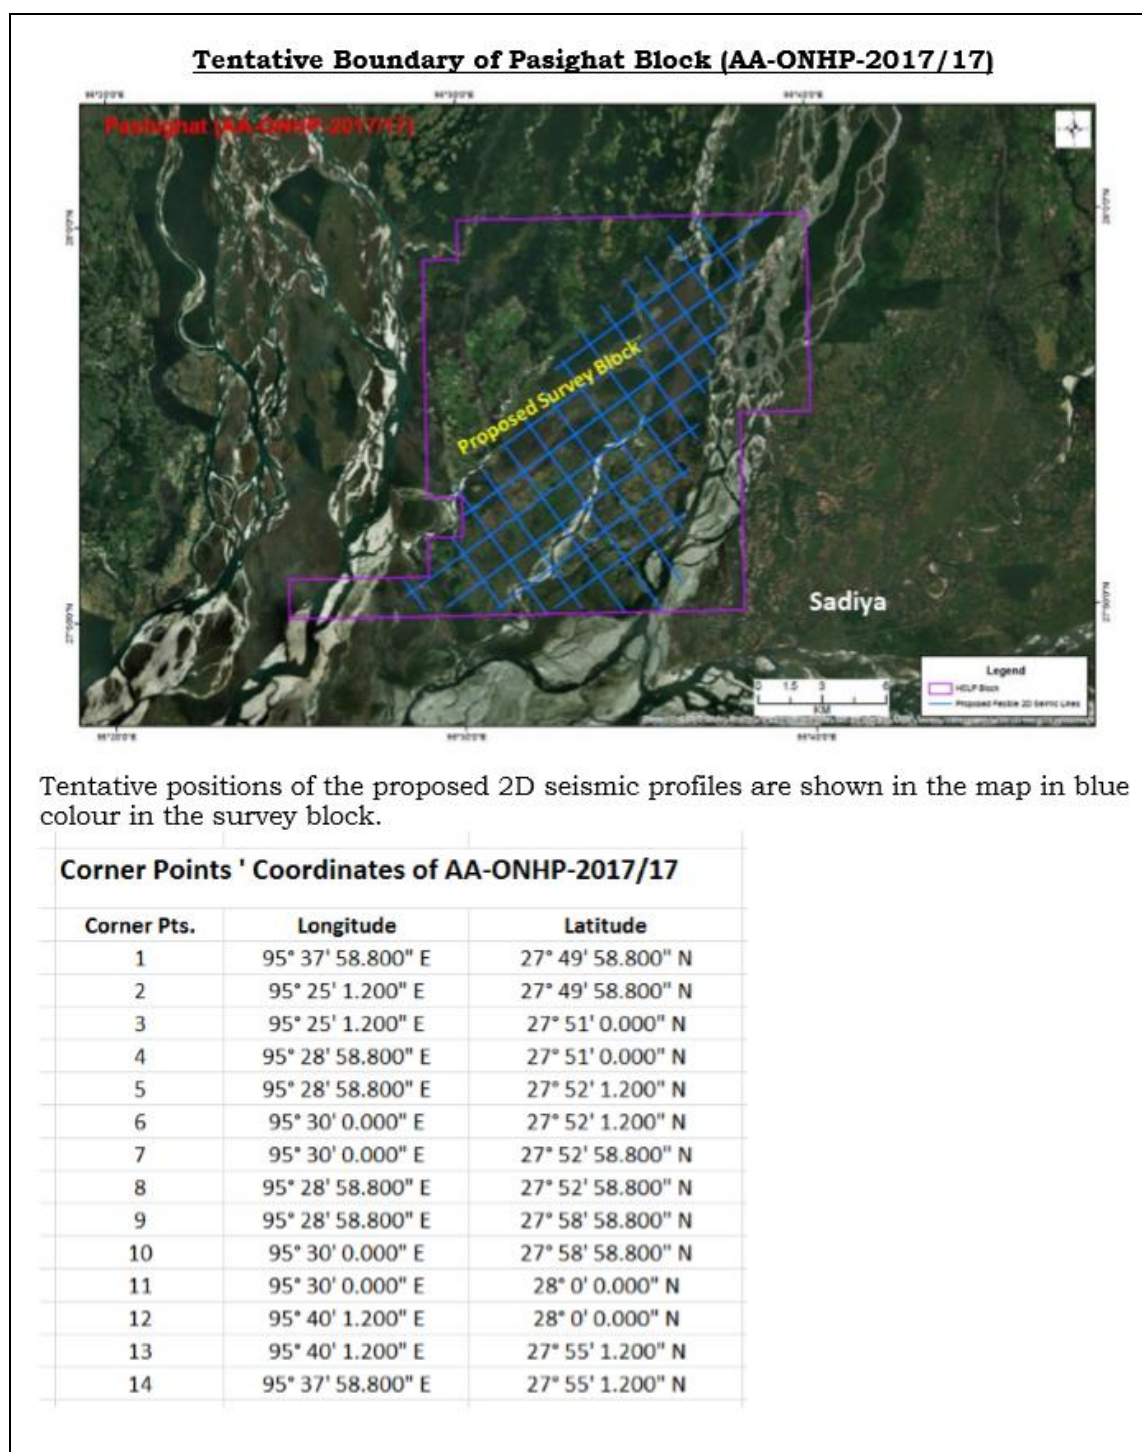 Tentative Boundary of Pasighat Block (AA-ONHP-2017/17)
Proposed Survey Block
Sadiya
Legend
0 1.5 3 6
KM
Tentative positions of the proposed 2D seismic profiles are shown in the map in blue
colour in the survey block.
Corner Points ' Coordinates of AA-ONHP-2017/17
Corner Pts. Longitude Latitude
1 95° 37' 58.800" E 27° 49' 58.800" N
2 95° 25' 1.200" E 27° 49' 58.800" N
3 95° 25' 1.200" E 27° 51' 0.000" N
4 95° 28' 58.800" E 27° 51' 0.000" N
5 95° 28' 58.800" E 27° 52' 1.200" N
6 95° 30' 0.000" E 27° 52' 1.200" N
7 95° 30' 0.000" E 27° 52' 58.800" N
8 95° 28' 58.800" E 27° 52' 58.800" N
9 95° 28' 58.800" E 27° 58' 58.800" N
10 95° 30' 0.000" E 27° 58' 58.800" N
11 95° 30' 0.000" E 28° 0' 0.000" N
12 95° 40' 1.200" E 28° 0' 0.000" N
13 95° 40' 1.200" E 27° 55' 1.200" N
14 95° 37' 58.800" E 27° 55' 1.200" N